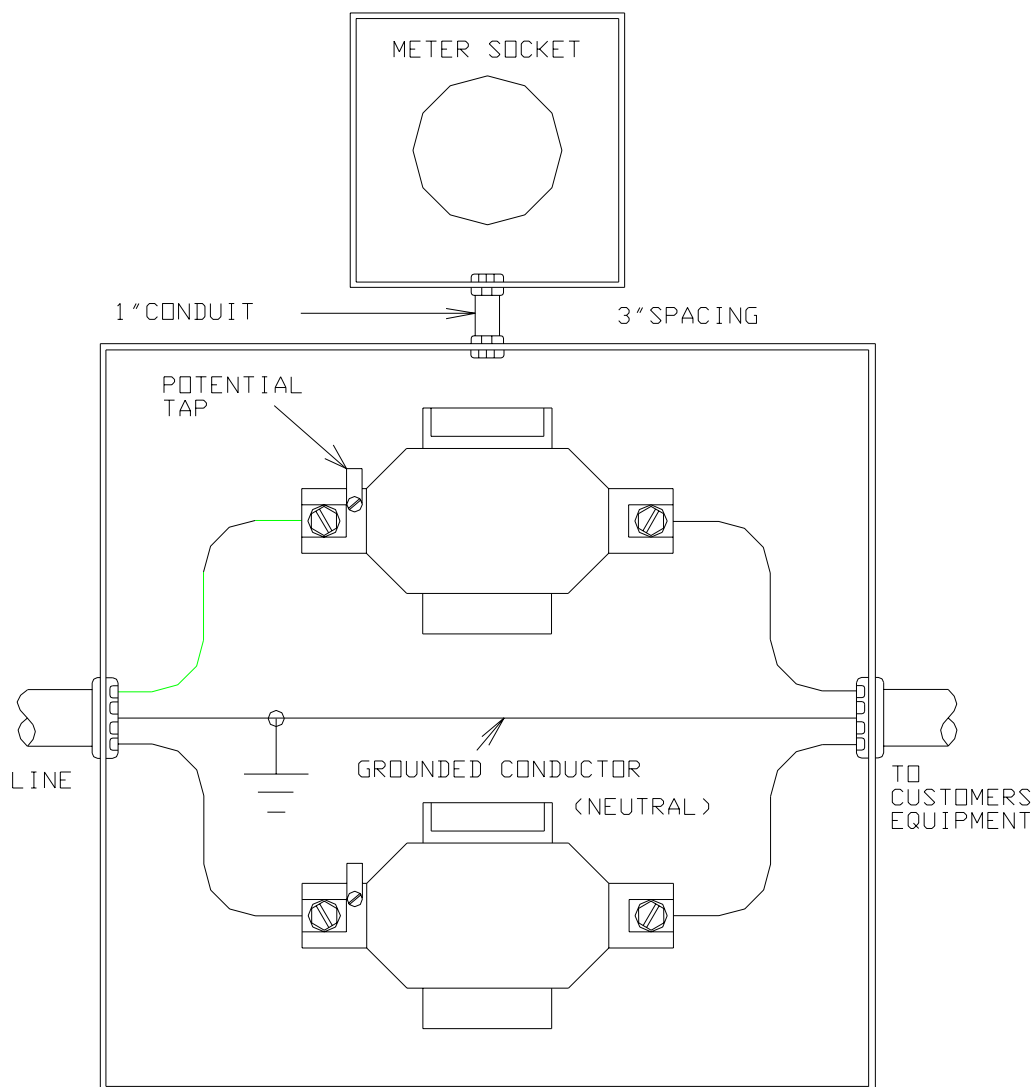 METER SOCKET
1"CONDUIT
3"SPACING
POTENTIAL
TAP
LINE
GROUNDED CONDUCTOR
(NEUTRAL)
TO
CUSTOMERS
EQUIPMENT